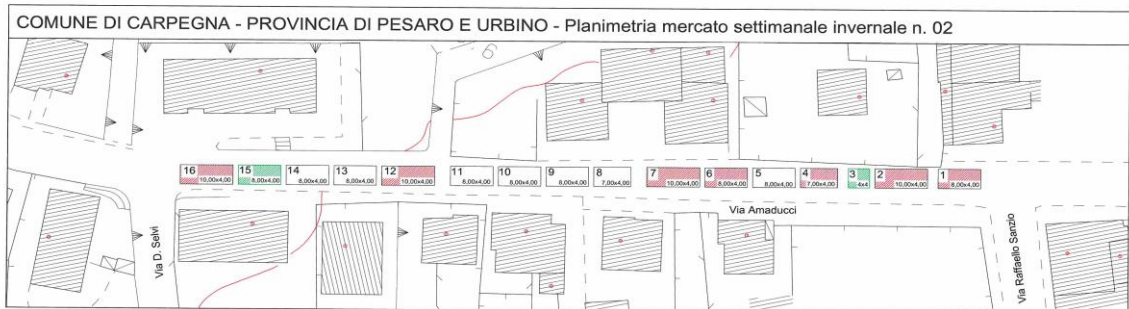 COMUNE DI CARPEGNA - PROVINCIA DI PESARO E URBINO - Planimetria mercato settimanale invernale n. 02
16 10,00x4,00
15 8,00x4,00
14 8,00x4,00
13 8,00x4,00
12 10,00x4,00
11 8,00x4,00
10 8,00x4,00
9 8,00x4,00
8 7,00x4,00
7 10,00x4,00
6 8,00x4,00
5 8,00x4,00
4 7,00x4,00
3 4x4
2 10,00x4,00
1 8,00x4,00
Via Amaducci
Via D. Selvi
Via Raffaello Sanzio